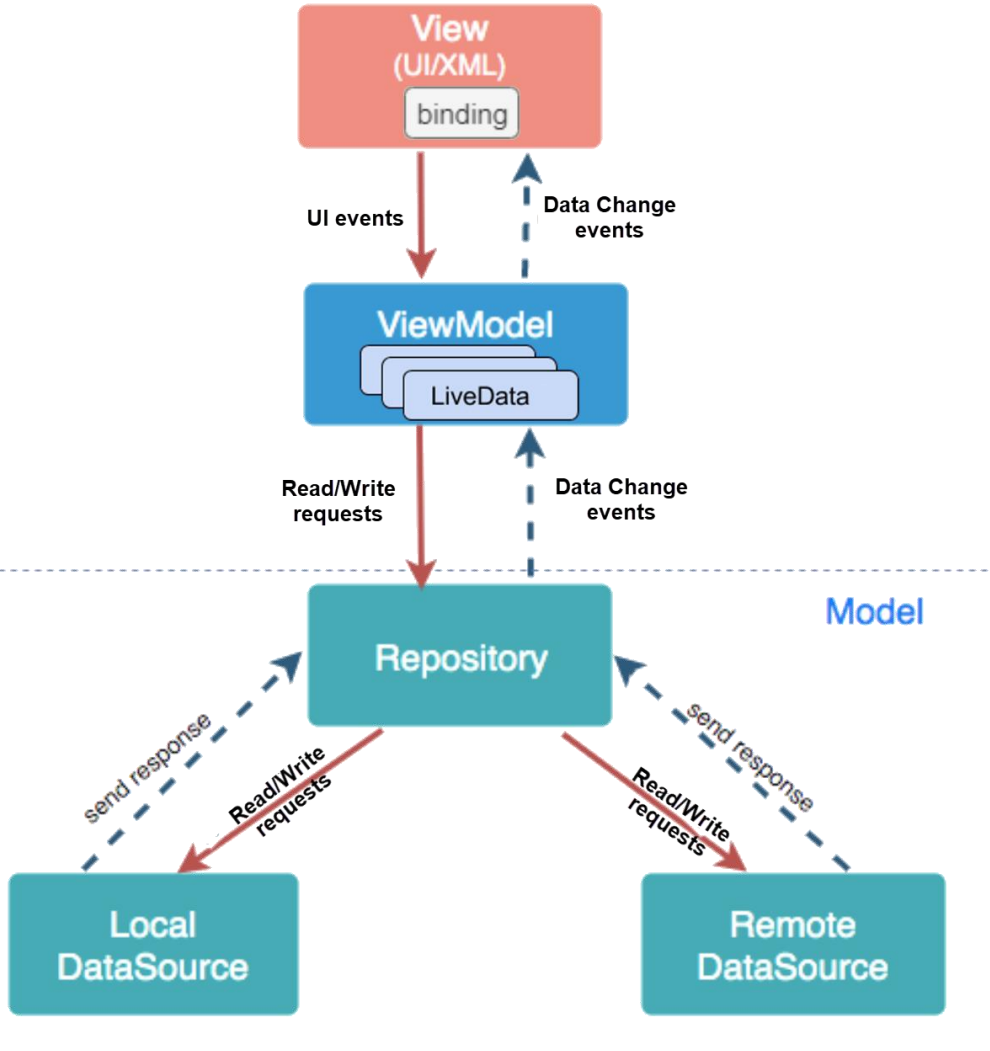 View
(UI/XML)
binding
UI events
Data Change
events
ViewModel
LiveData
Read/Write
requests
Data Change
events
Model
Repository
send response
Read/Write
requests
Read/Write
requests
send response
Local
DataSource
Remote
DataSource